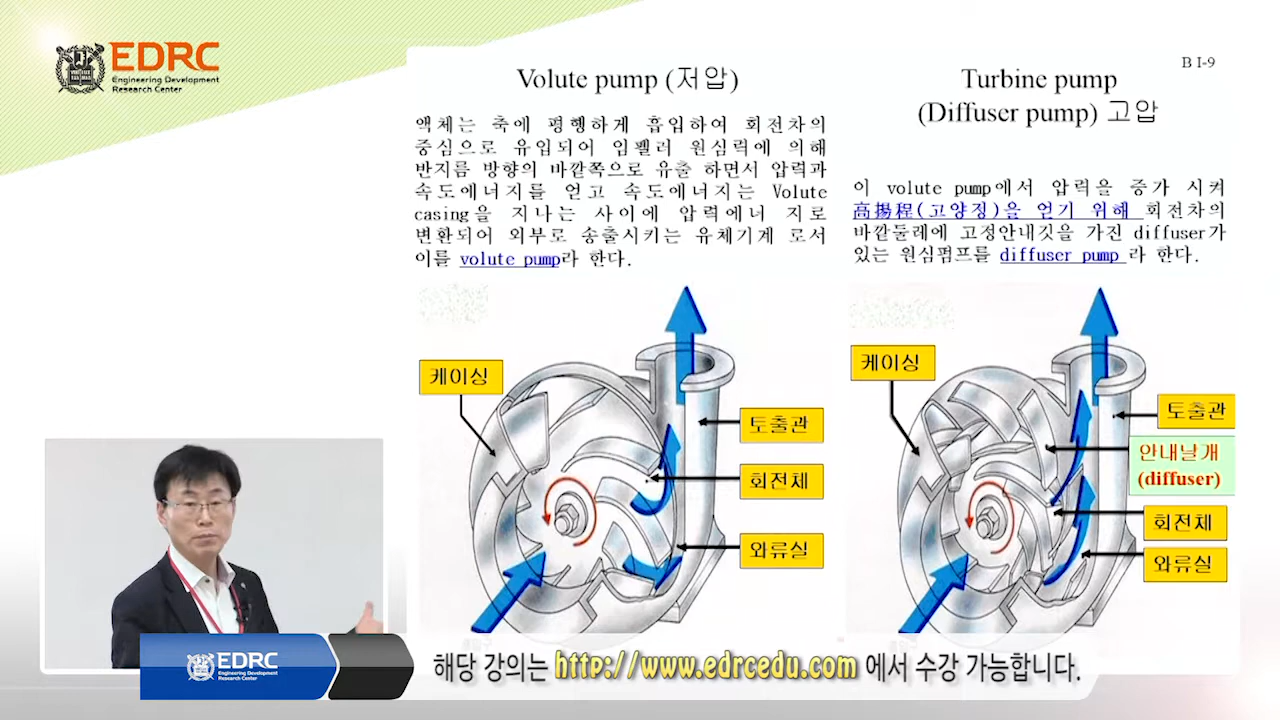 EDRC
Engineering Development
Research Center
B I-9
Volute pump (저압)
액체는 축에 평행하게 흡입하여 회전차의
중심으로 유입되어 임펠러 원심력에 의해
반지름 방향의 바깥쪽으로 유출 하면서 압력과
속도에너지를 얻고 속도에너지는 Volute
casing을 지나는 사이에 압력에너 지로
변환되어 외부로 송출시키는 유체기계 로서
이를 volute pump라 한다.
케이싱
토출관
회전체
와류실
Turbine pump
(Diffuser pump) 고압
이 volute pump에서 압력을 증가 시켜
高揚程(고양정)을 얻기 위해 회전차의
바깥둘레에 고정안내깃을 가진 diffuser가
있는 원심펌프를 diffuser pump 라 한다.
케이싱
토출관
안내날개
(diffuser)
회전체
와류실
EDRC
Engineering Development
Research Center
해당 강의는 http://www.edrcedu.com 에서 수강 가능합니다.